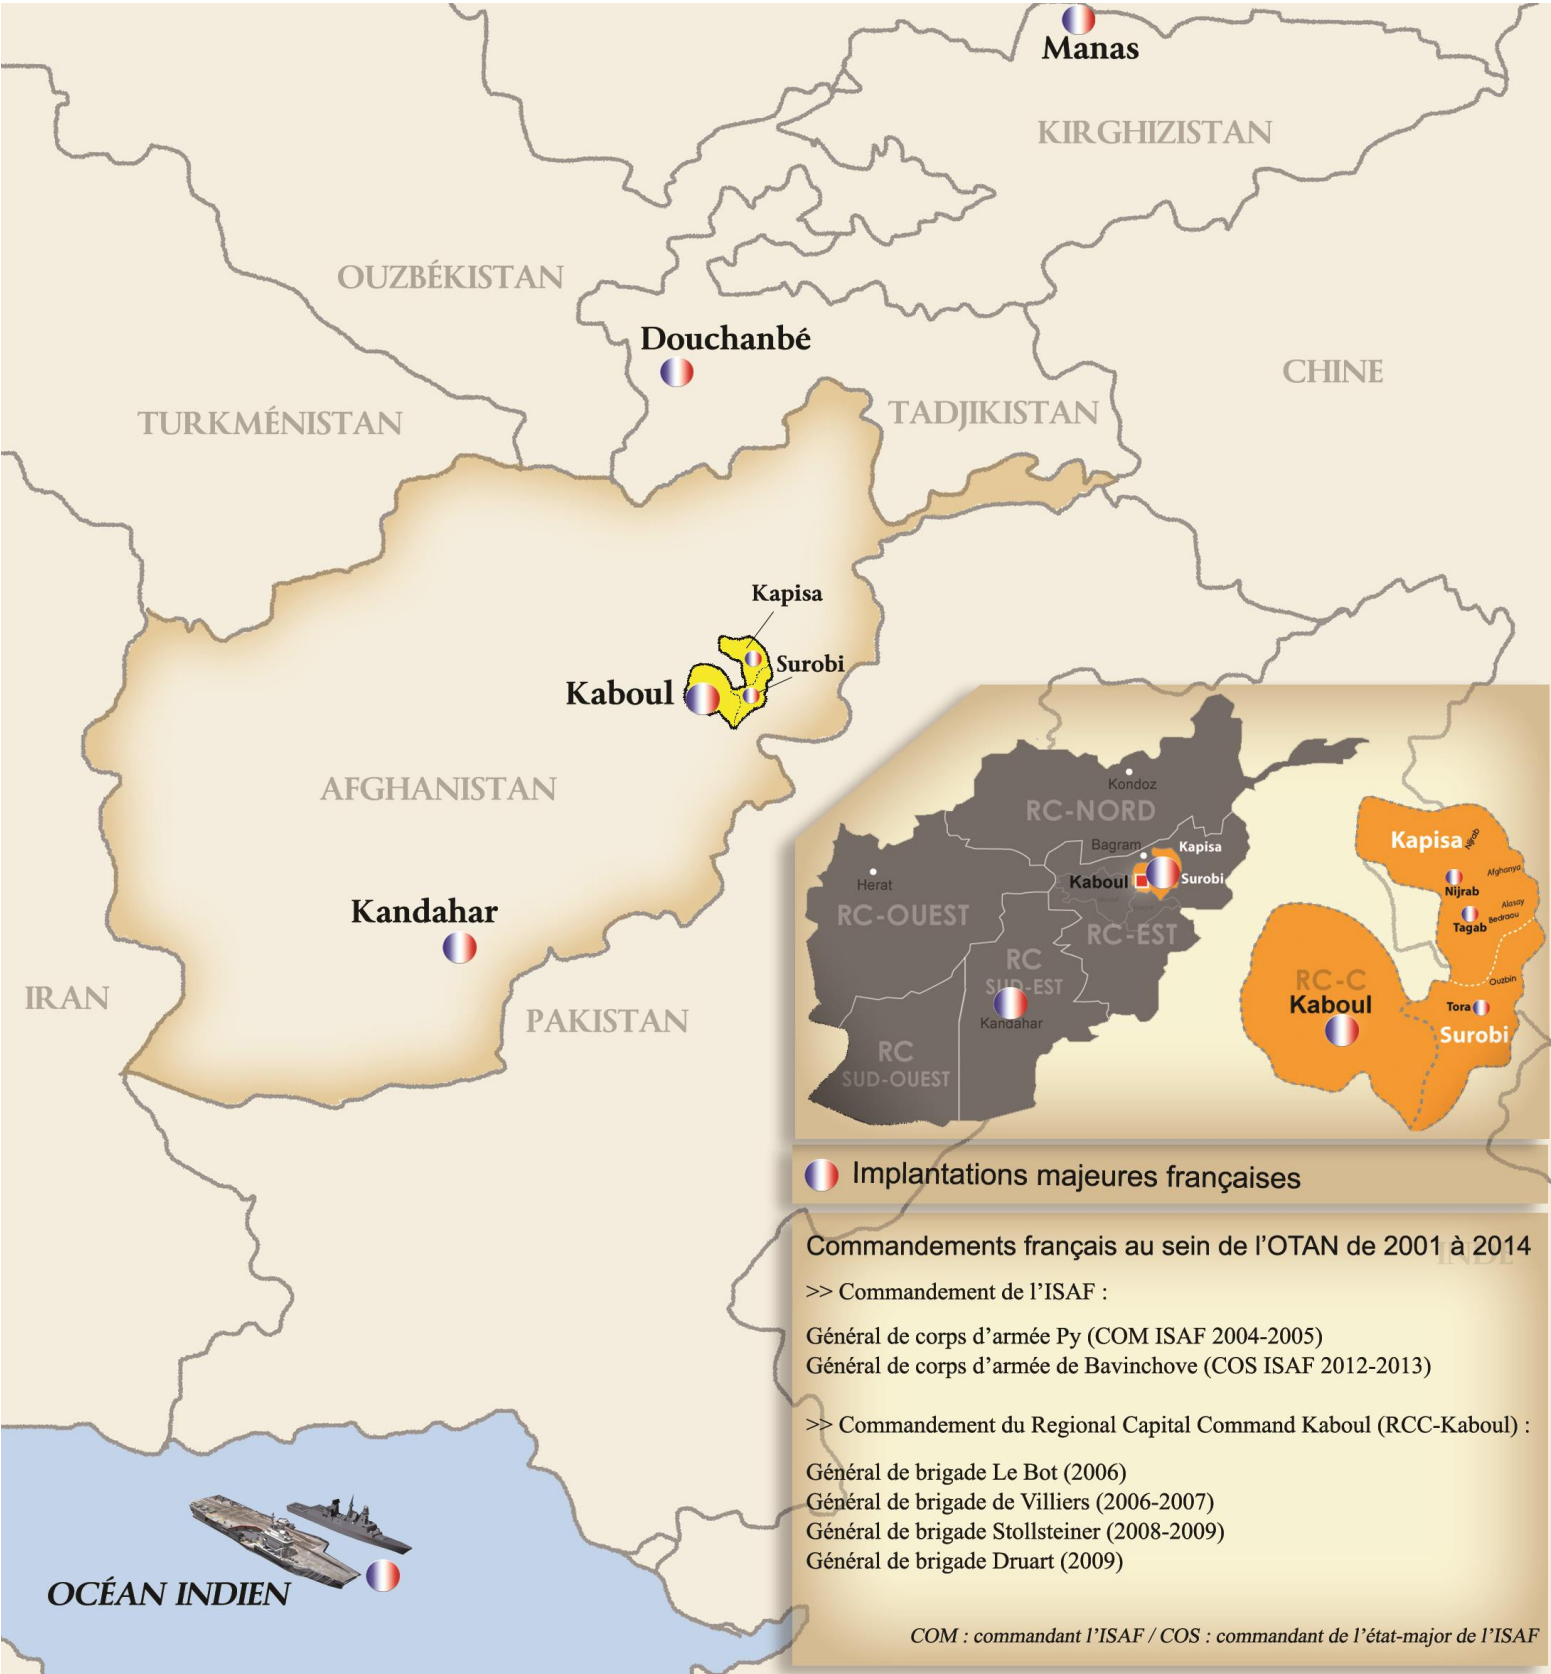 Manas
KIRGHIZISTAN
OUZBÉKISTAN
Douchanbé
CHINE
TURKMÉNISTAN
TADJIKISTAN
Kapisa
Surobi
Kaboul
AFGHANISTAN
Kandahar
IRAN
PAKISTAN
Kondoz
RC-NORD
Bagram
Kapisa
Kaboul
Surobi
Herat
RC-OUEST
RC-EST
RC
SUD-EST
Kandahar
RC
SUD-OUEST
Kapisa
Nijrab
Afghanya
Nijrab
Alasay
Bedraou
Tagab
RC-C
Kaboul
Ouzbin
Tora
Surobi
Implantations majeures françaises
Commandements français au sein de l'OTAN de 2001 à 2014
INDE
>> Commandement de l'ISAF :
Général de corps d'armée Py (COM ISAF 2004-2005)
Général de corps d'armée de Bavinchove (COS ISAF 2012-2013)
>> Commandement du Regional Capital Command Kaboul (RCC-Kaboul) :
Général de brigade Le Bot (2006)
Général de brigade de Villiers (2006-2007)
Général de brigade Stollsteiner (2008-2009)
Général de brigade Druart (2009)
COM : commandant l'ISAF / COS : commandant de l'état-major de l'ISAF
OCÉAN INDIEN